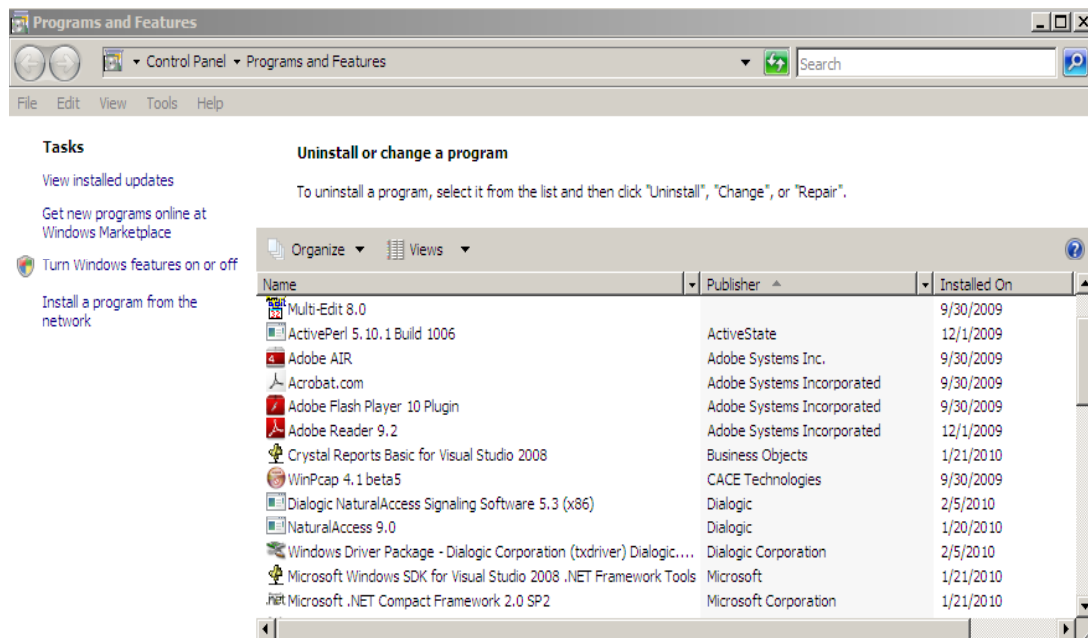 Programs and Features
Control Panel Programs and Features
Search
File Edit View Tools Help
Tasks
View installed updates
Get new programs online at
Windows Marketplace
Turn Windows features on or off
Install a program from the
network
Uninstall or change a program
To uninstall a program, select it from the list and then click "Uninstall", "Change", or "Repair".
Organize Views
Name Publisher Installed On
Multi-Edit 8.0 9/30/2009
ActivePerl 5.10.1 Build 1006 ActiveState 12/1/2009
Adobe AIR Adobe Systems Inc. 9/30/2009
Acrobat.com Adobe Systems Incorporated 9/30/2009
Adobe Flash Player 10 Plugin Adobe Systems Incorporated 9/30/2009
Adobe Reader 9.2 Adobe Systems Incorporated 12/1/2009
Crystal Reports Basic for Visual Studio 2008 Business Objects 1/21/2010
WinPcap 4.1 beta5 CACE Technologies 9/30/2009
Dialogic NaturalAccess Signaling Software 5.3 (x86) Dialogic 2/5/2010
NaturalAccess 9.0 Dialogic 1/20/2010
Windows Driver Package - Dialogic Corporation (txdriver) Dialogic.... Dialogic Corporation 2/5/2010
Microsoft Windows SDK for Visual Studio 2008 .NET Framework Tools Microsoft 1/21/2010
Microsoft .NET Compact Framework 2.0 SP2 Microsoft Corporation 1/21/2010